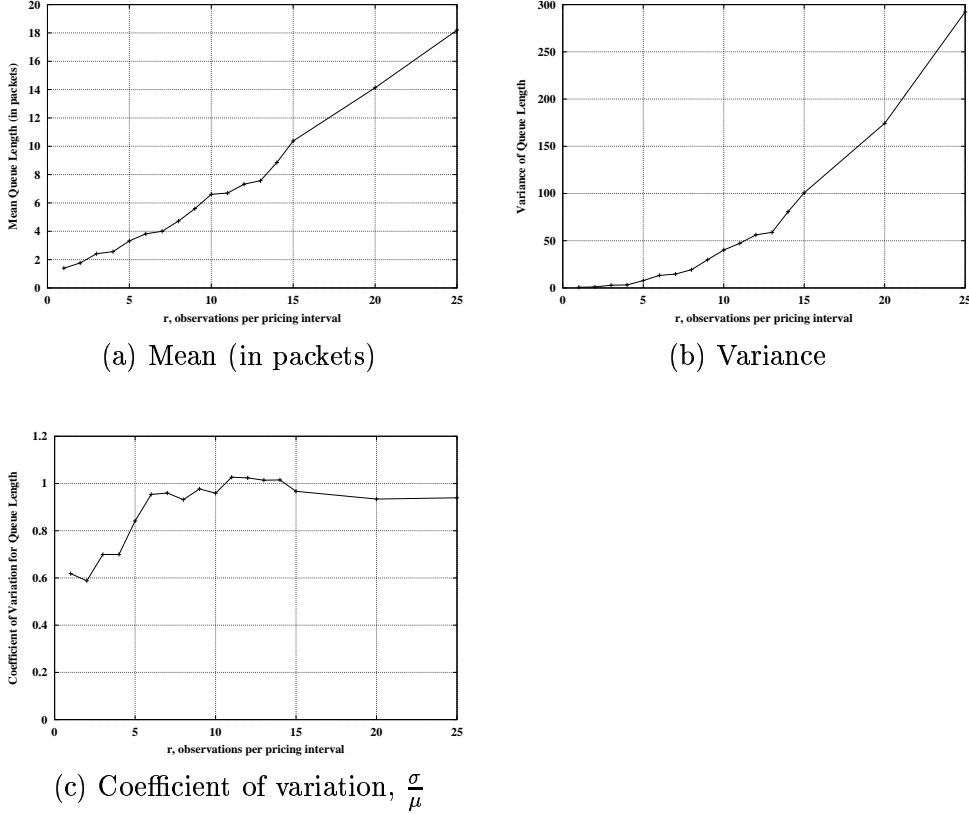 20
18
16
14
12
10
8
6
4
2
0
Mean Queue Length (in packets)
0 5 10 15 20 25
r, observations per pricing interval
(a) Mean (in packets)
300
250
200
150
100
50
0
Variance of Queue Length
0 5 10 15 20 25
r, observations per pricing interval
(b) Variance
1.2
1
0.8
0.6
0.4
0.2
0
Coefficient of Variation for Queue Length
0 5 10 15 20 25
r, observations per pricing interval
(c) Coefficient of variation, σ/μ